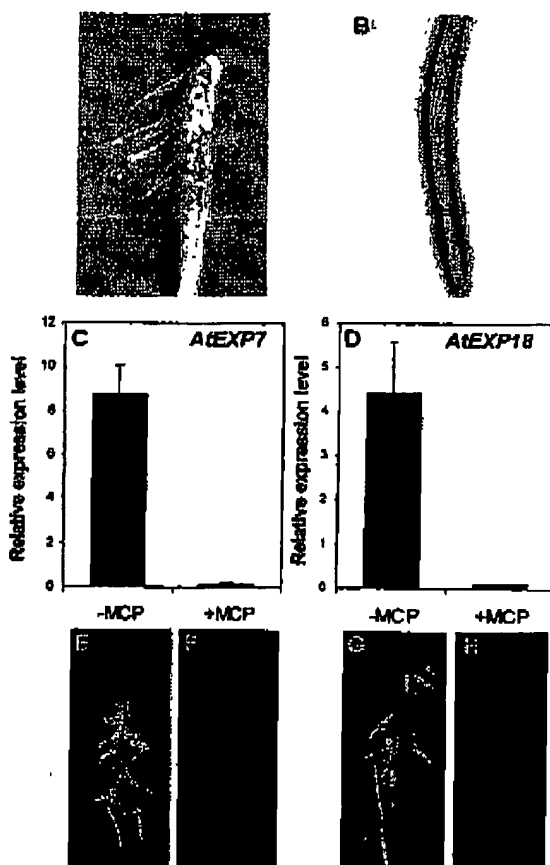 B
C
AtEXP7
D
AtEXP18
Relative expression level
12
10
8
6
4
2
0
Relative expression level
6
5
4
3
2
1
0
-MCP
+MCP
-MCP
+MCP
E
F
G
H